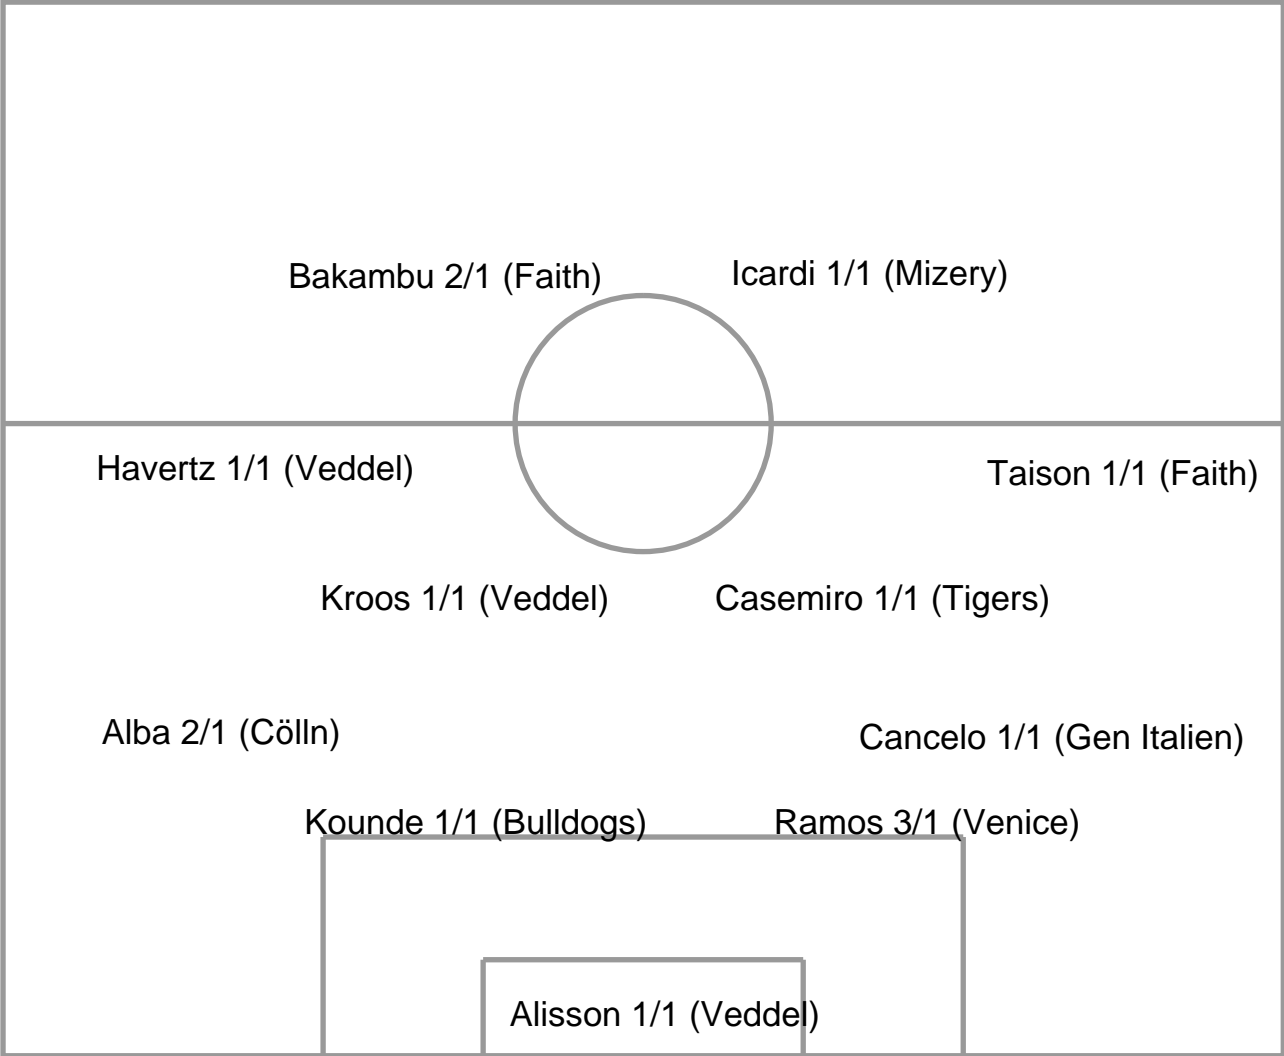 Bakambu 2/1 (Faith)
Icardi 1/1 (Mizery)
Havertz 1/1 (Veddel)
Taison 1/1 (Faith)
Kroos 1/1 (Veddel)
Casemiro 1/1 (Tigers)
Alba 2/1 (Cölln)
Cancelo 1/1 (Gen Italien)
Kounde 1/1 (Bulldogs)
Ramos 3/1 (Venice)
Alisson 1/1 (Veddel)